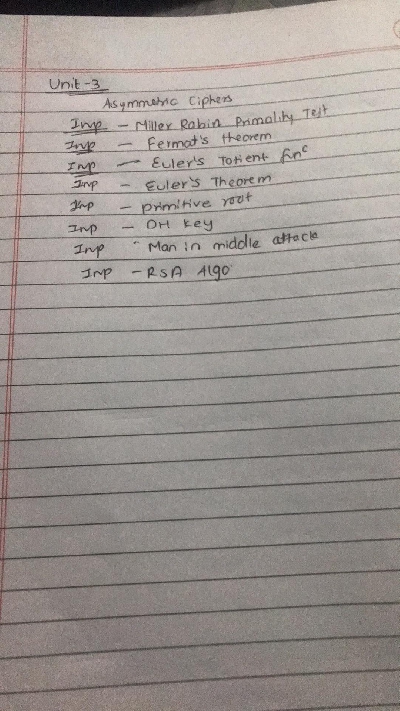 Unit-3
Asymmetric Ciphers
Imp - Miller Rabin Primality Test
Imp - Fermat's theorem
Imp - Euler's Totient func
Imp - Euler's Theorem
Imp - primitive root
Imp - DH key
Imp - Man in middle attack
Imp - RSA Algo